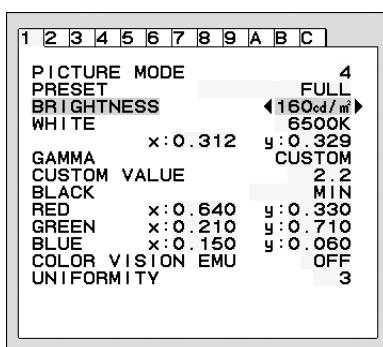 1 2 3 4 5 6 7 8 9 A B C
PICTURE MODE 4
PRESET FULL
BRIGHTNESS 160cd/㎡
WHITE 6500K
x:0.312 y:0.329
GAMMA CUSTOM
CUSTOM VALUE 2.2
BLACK MIN
RED x:0.640 y:0.330
GREEN x:0.210 y:0.710
BLUE x:0.150 y:0.060
COLOR VISION EMU OFF
UNIFORMITY 3